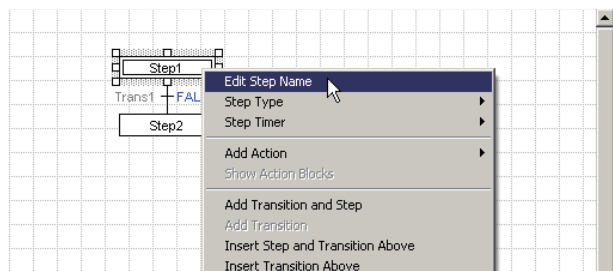 Step1
Trans1 FAL
Step2
Edit Step Name
Step Type
Step Timer
Add Action
Show Action Blocks
Add Transition and Step
Add Transition
Insert Step and Transition Above
Insert Transition Above